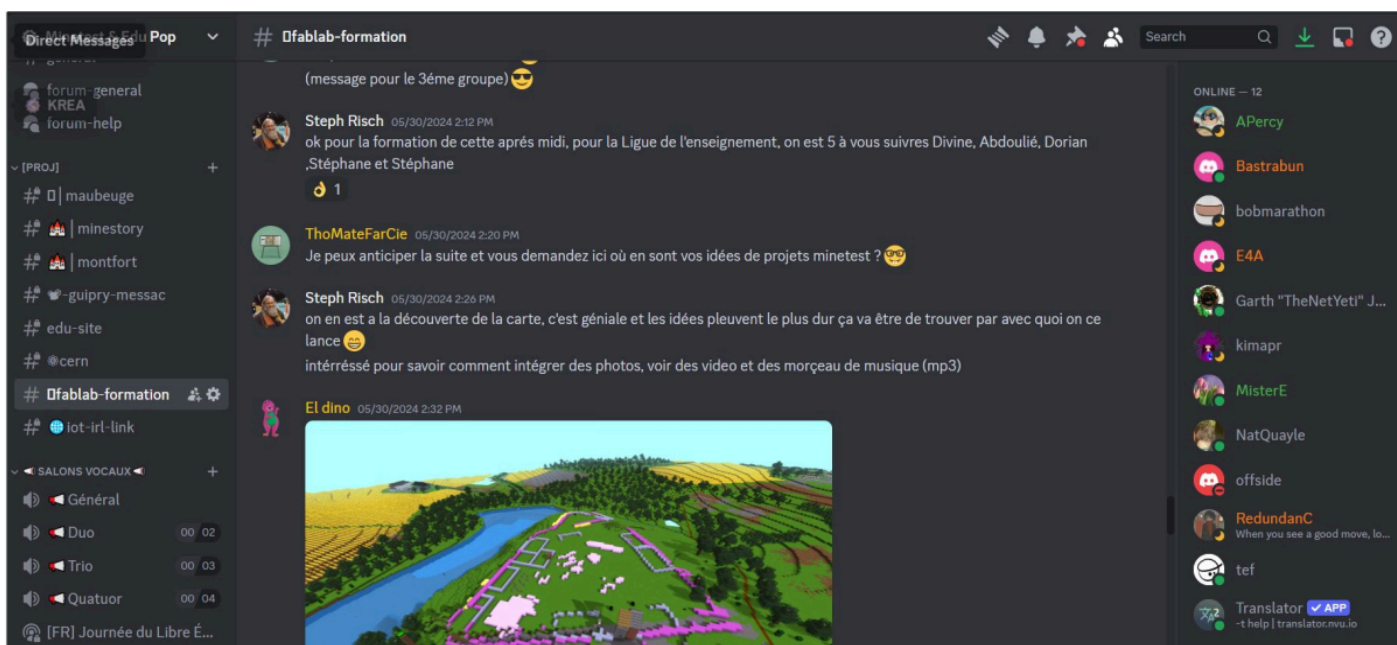 Direct Messages
Pop
general
forum-general
KREA
forum-help
[PROJ]
maubeuge
minestory
montfort
-guipry-messac
edu-site
cern
fablab-formation
iot-irl-link
SALONS VOCAUX
Général
Duo 00 02
Trio 00 03
Quatuor 00 04
[FR] Journée du Libre É...
# fablab-formation
Search
(message pour le 3éme groupe)
Steph Risch 05/30/2024 2:12 PM
ok pour la formation de cette aprés midi, pour la Ligue de l'enseignement, on est 5 à vous suivres Divine, Abdoulié, Dorian
,Stéphane et Stéphane
1
ThoMateFarCie 05/30/2024 2:20 PM
Je peux anticiper la suite et vous demandez ici où en sont vos idées de projets minetest ?
Steph Risch 05/30/2024 2:26 PM
on en est a la découverte de la carte, c'est géniale et les idées pleuvent le plus dur ça va être de trouver par avec quoi on ce
lance
intérréssé pour savoir comment intégrer des photos, voir des video et des morçeau de musique (mp3)
El dino 05/30/2024 2:32 PM
ONLINE — 12
APercy
Bastrabun
bobmarathon
E4A
Garth "TheNetYeti" J...
kimapr
MisterE
NatQuayle
offside
RedundanC
When you see a good move, lo...
tef
Translator APP
-t help | translator.nvu.io